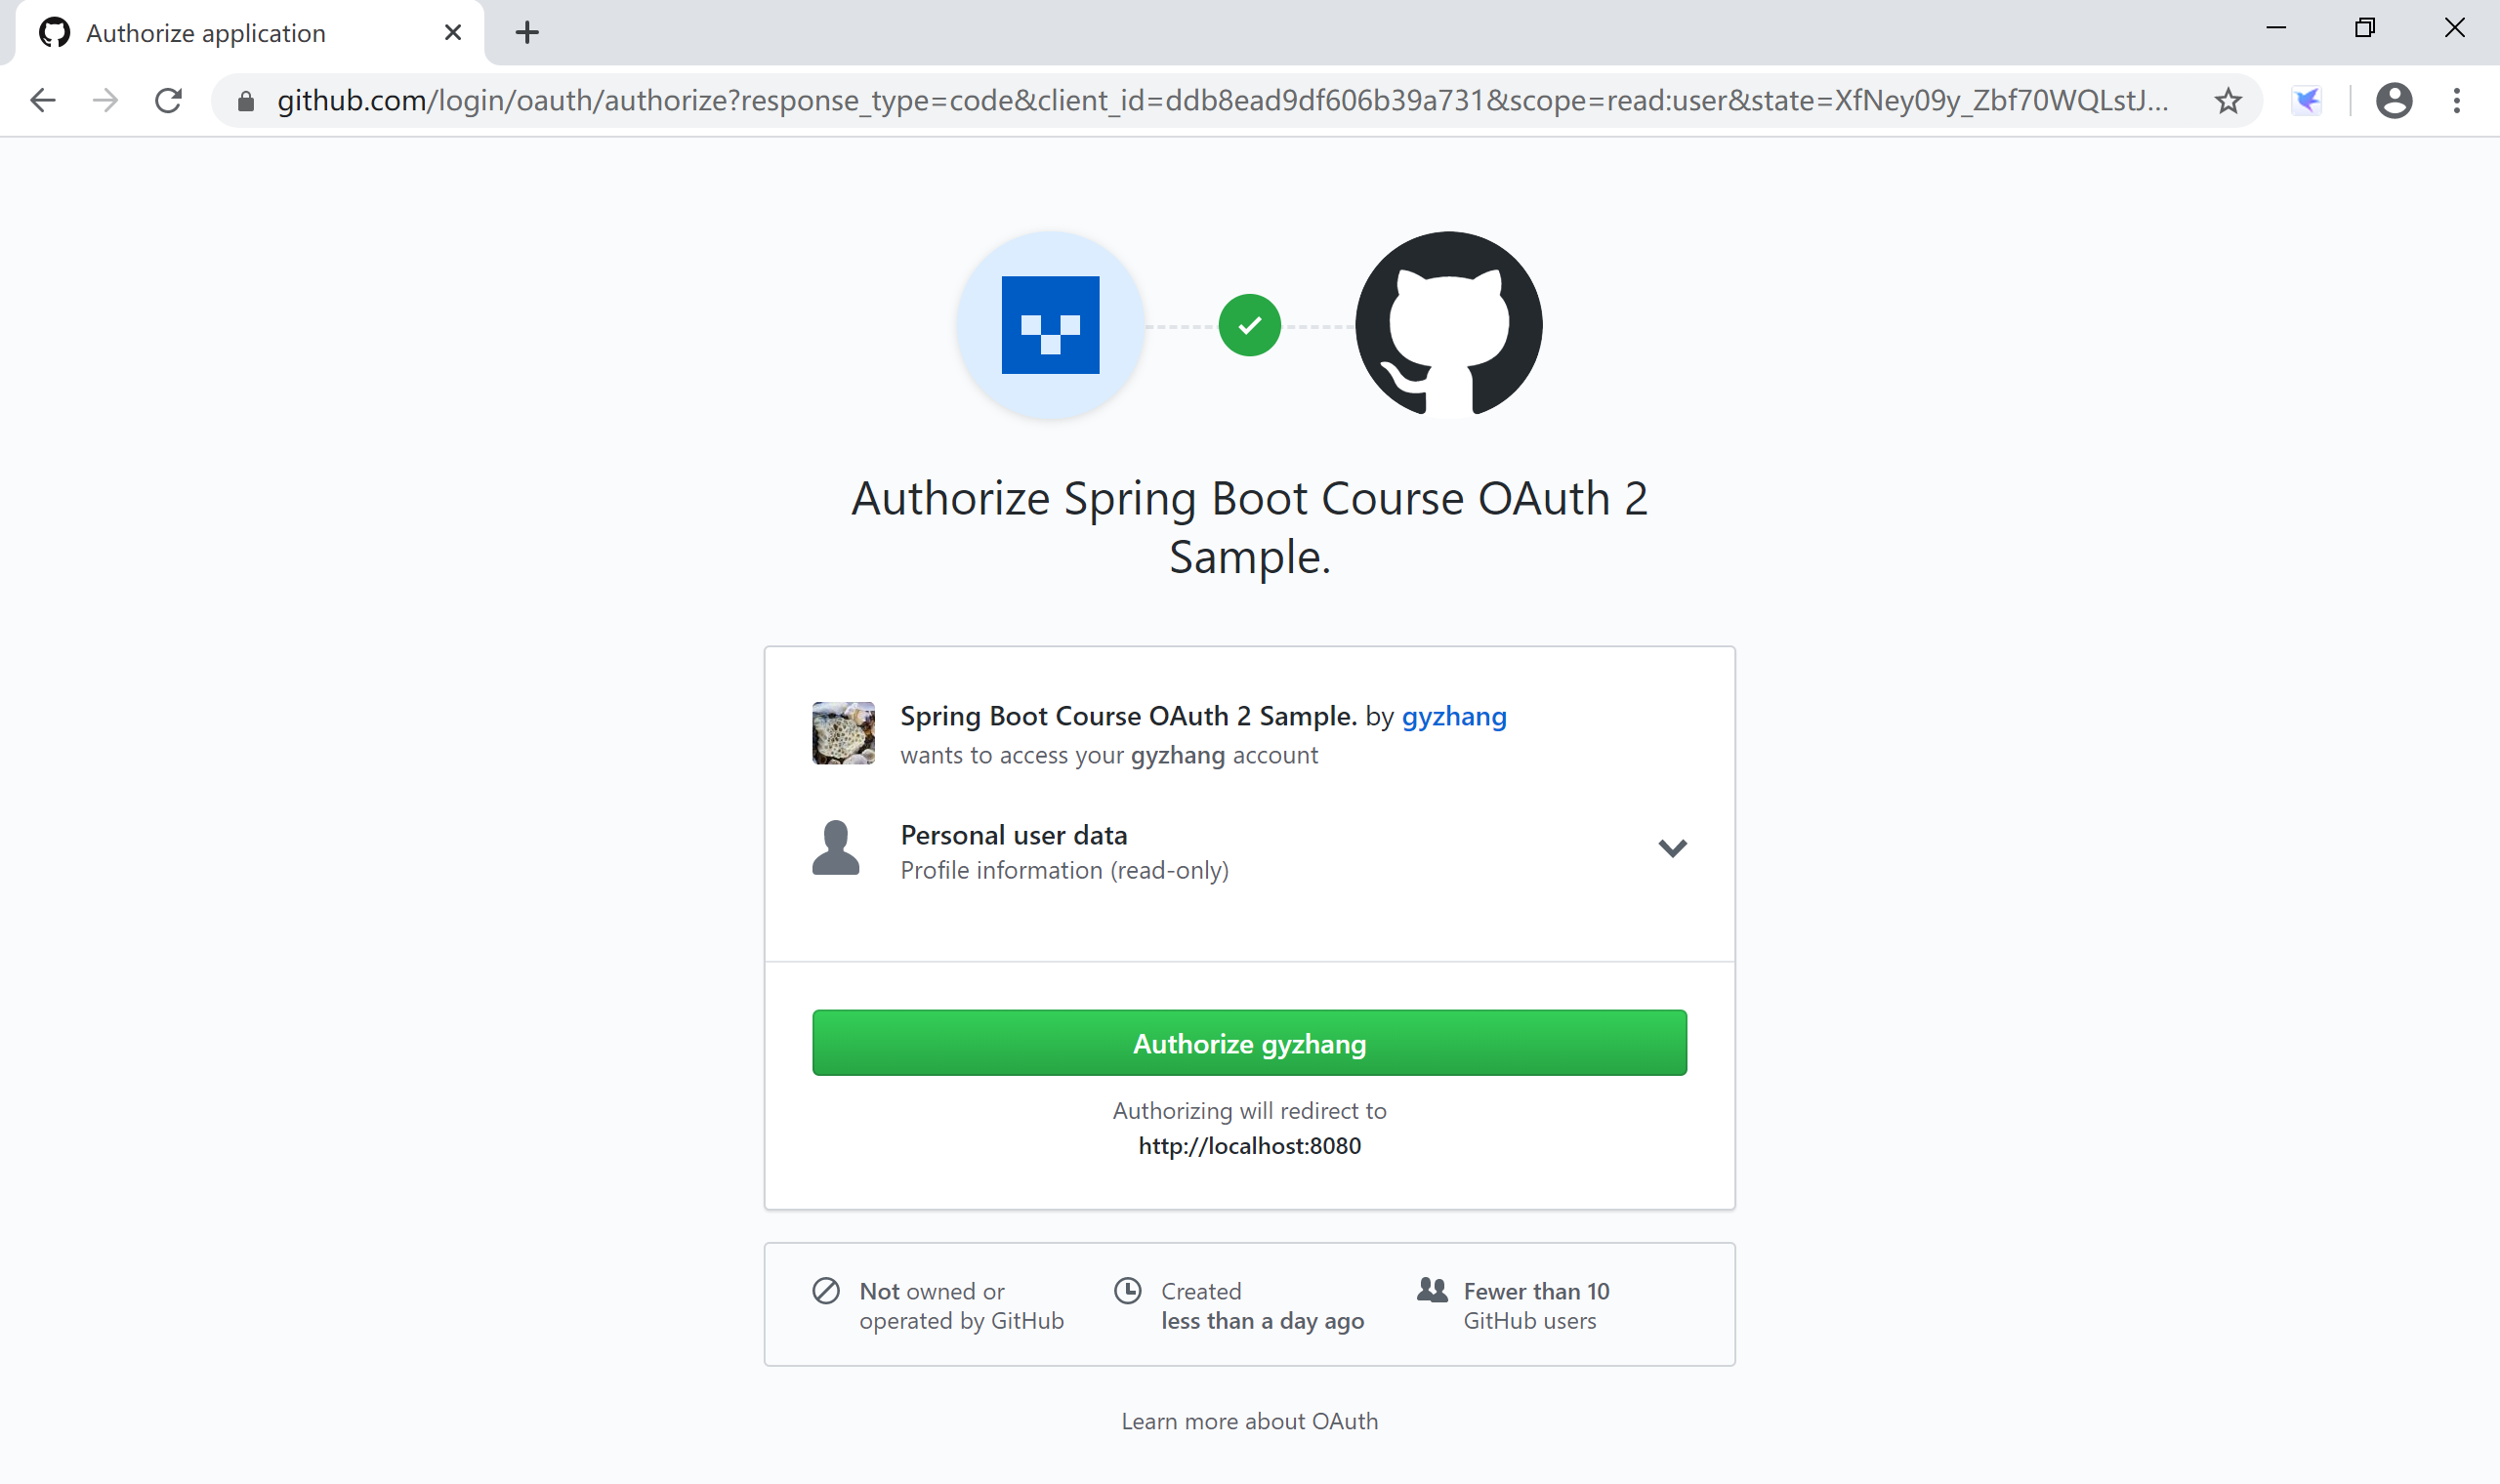 Authorize application
github.com/login/oauth/authorize?response_type=code&client_id=ddb8ead9df606b39a731&scope=read:user&state=XfNey09y_Zbf70WQLstJ...
Authorize Spring Boot Course OAuth 2
Sample.
Spring Boot Course OAuth 2 Sample. by gyzhang
wants to access your gyzhang account
Personal user data
Profile information (read-only)
Authorize gyzhang
Authorizing will redirect to
http://localhost:8080
Not owned or
operated by GitHub
Created
less than a day ago
Fewer than 10
GitHub users
Learn more about OAuth